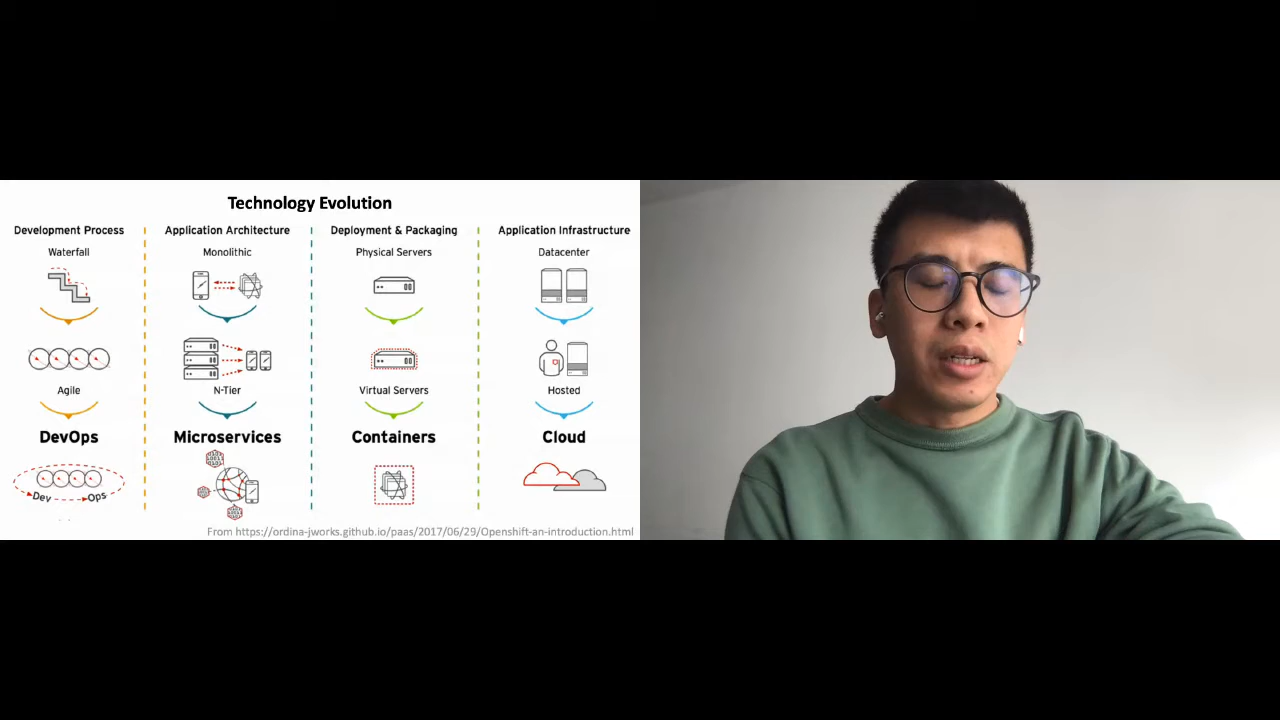 Technology Evolution
Development Process
Waterfall
Agile
DevOps
Dev Ops
Application Architecture
Monolithic
N-Tier
Microservices
Deployment & Packaging
Physical Servers
Virtual Servers
Containers
Application Infrastructure
Datacenter
Hosted
Cloud
From https://ordina-jworks.github.io/paas/2017/06/29/Openshift-an-introduction.html